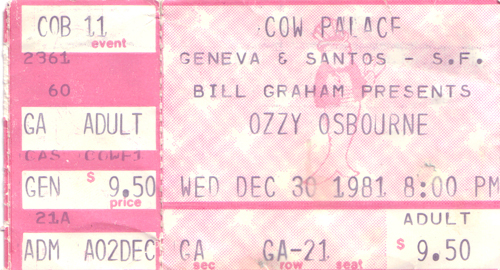 COB 11
event
2361
60
GA ADULT
CAS COWF1
GEN $ 9.50
price
21A
ADM A02DEC
COW PALACE
GENEVA & SANTOS - S.F.
BILL GRAHAM PRESENTS
OZZY OSBOURNE
WED DEC 30 1981 8:00 PM
ADULT
GA GA-21 $ 9.50
sec row seat